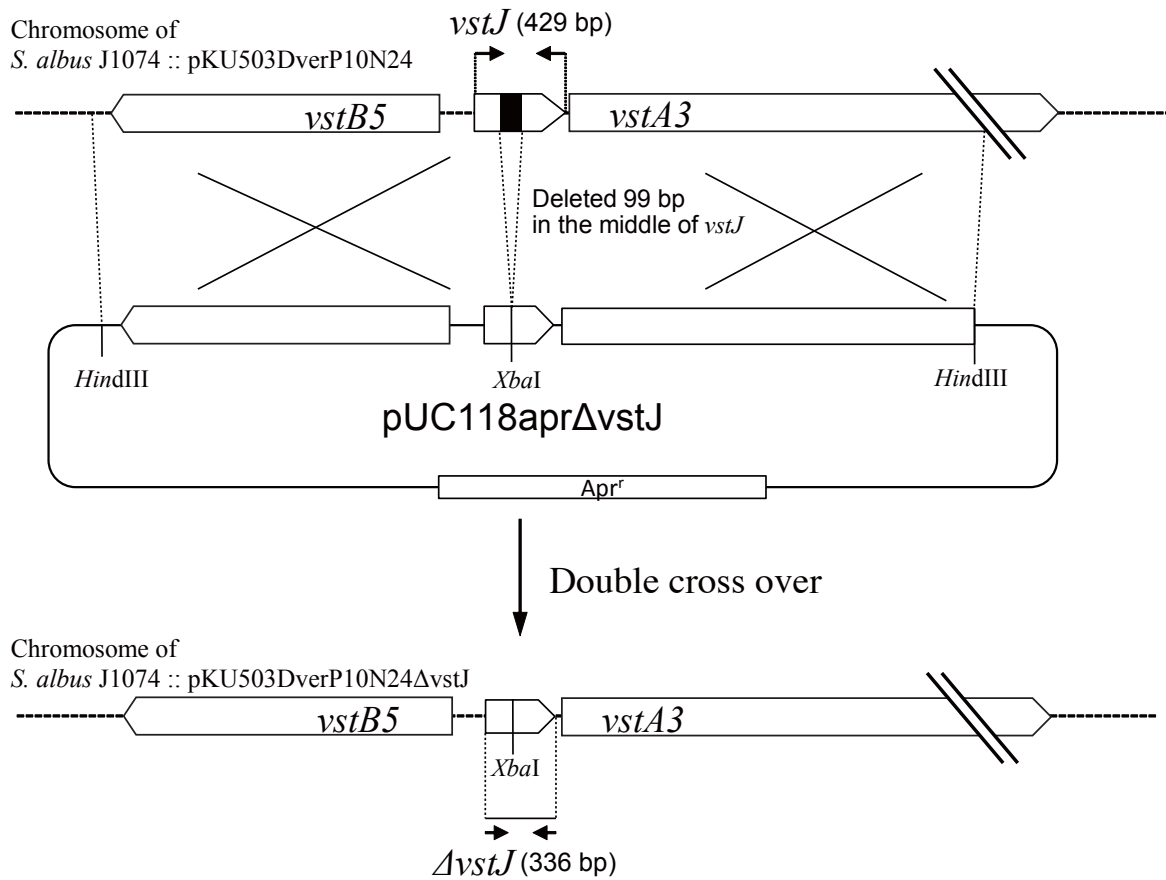 Chromosome of
S. albus J1074 :: pKU503DverP10N24
vstJ (429 bp)
vstB5
vstA3
Deleted 99 bp
in the middle of vstJ
HindIII
XbaI
HindIII
pUC118aprΔvstJ
Aprʳ
Double cross over
Chromosome of
S. albus J1074 :: pKU503DverP10N24ΔvstJ
vstB5
vstA3
XbaI
ΔvstJ (336 bp)